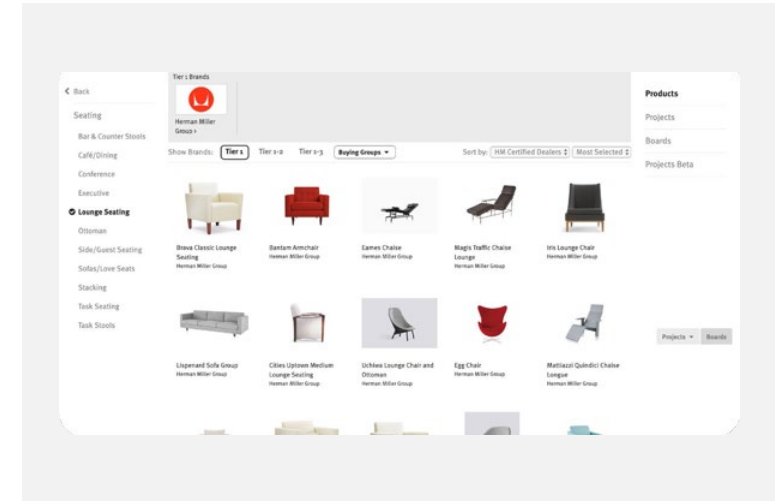 Back
Seating
Bar & Counter Stools
Café/Dining
Conference
Executive
Lounge Seating
Ottoman
Side/Guest Seating
Sofas/Love Seats
Stacking
Task Seating
Task Stools
Tier 1 Brands
Herman Miller
Group ›
Show Brands: Tier 1 Tier 1-2 Tier 1-3 Buying Groups
Sort by: HM Certified Dealers Most Selected
Brava Classic Lounge
Seating
Herman Miller Group
Bantam Armchair
Herman Miller Group
Eames Chaise
Herman Miller Group
Magis Traffic Chaise
Lounge
Herman Miller Group
Iris Lounge Chair
Herman Miller Group
Lispenard Sofa Group
Herman Miller Group
Cities Uptown Medium
Lounge Seating
Herman Miller Group
Uchiwa Lounge Chair and
Ottoman
Herman Miller Group
Egg Chair
Herman Miller Group
Mattiazzi Quindici Chaise
Longue
Herman Miller Group
Products
Projects
Boards
Projects Beta
Projects Boards